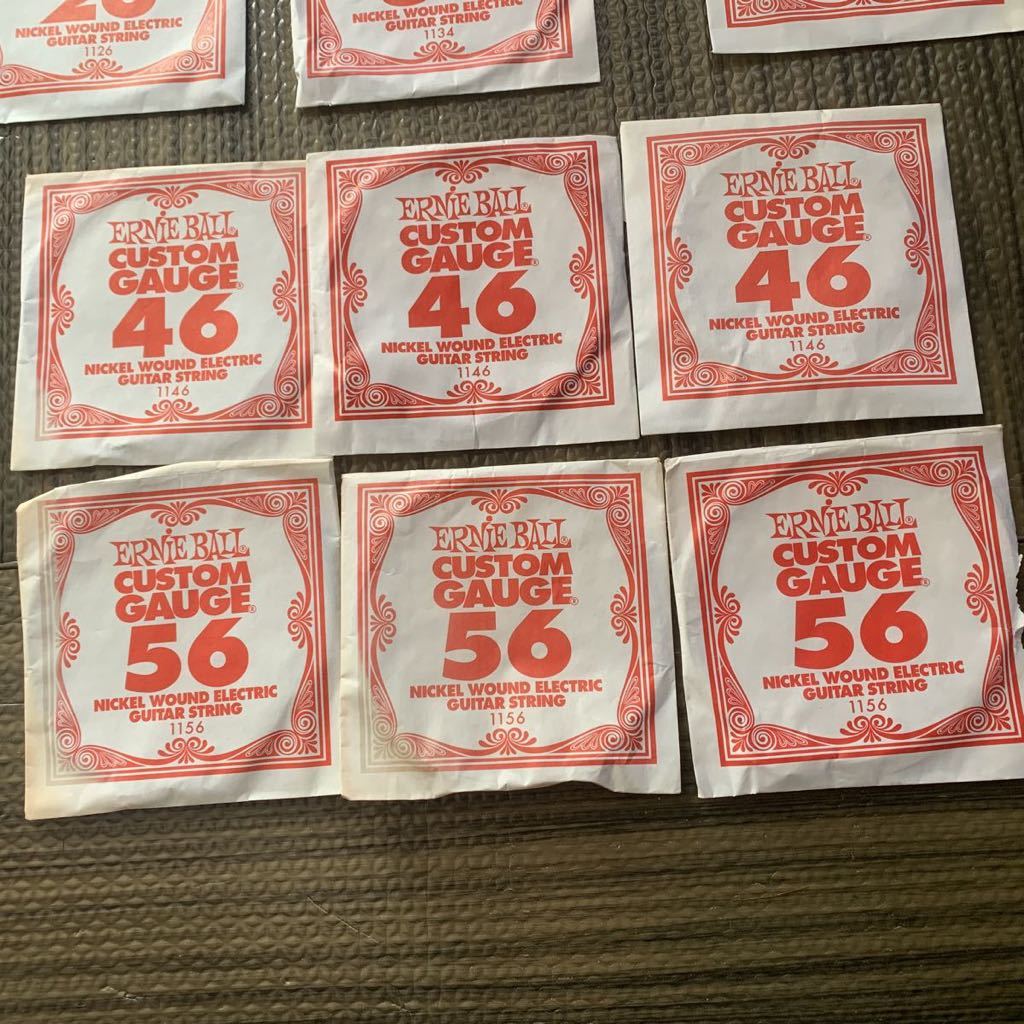 26
NICKEL WOUND ELECTRIC
GUITAR STRING
1126
NICKEL WOUND ELECTRIC
GUITAR STRING
1134
ERNiE BALL®
CUSTOM
GAUGE®
46
NICKEL WOUND ELECTRIC
GUITAR STRING
1146
ERNiE BALL®
CUSTOM
GAUGE®
46
NICKEL WOUND ELECTRIC
GUITAR STRING
1146
ERNiE BALL®
CUSTOM
GAUGE®
46
NICKEL WOUND ELECTRIC
GUITAR STRING
1146
ERNiE BALL®
CUSTOM
GAUGE®
56
NICKEL WOUND ELECTRIC
GUITAR STRING
1156
ERNiE BALL®
CUSTOM
GAUGE®
56
NICKEL WOUND ELECTRIC
GUITAR STRING
1156
ERNiE BALL®
CUSTOM
GAUGE®
56
NICKEL WOUND ELECTRIC
GUITAR STRING
1156